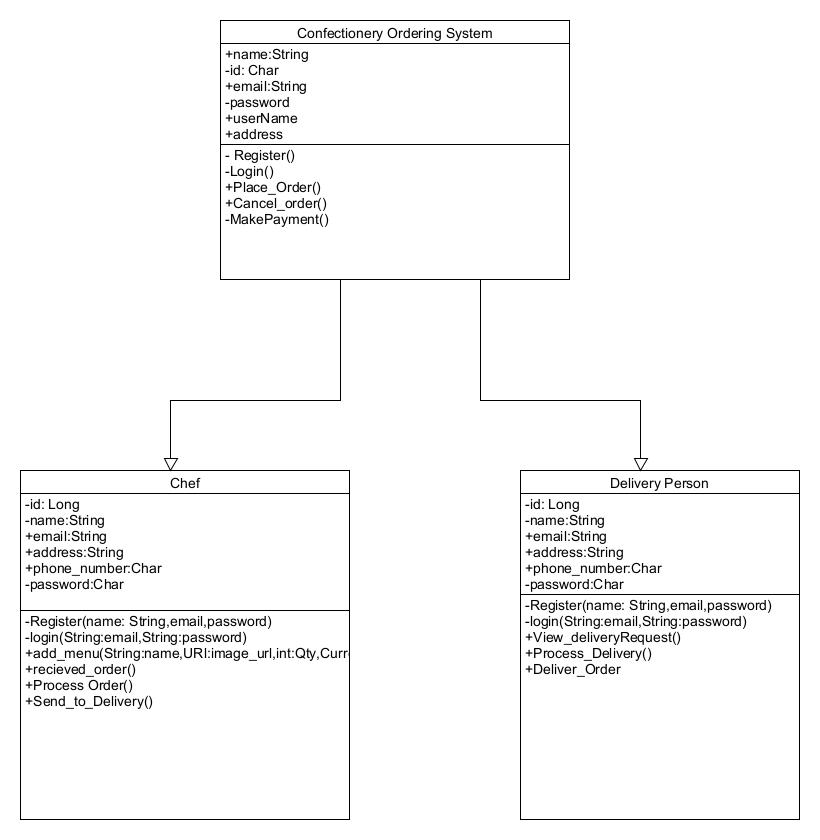 Confectionery Ordering System
+name:String
-id: Char
+email:String
-password
+userName
+address
- Register()
-Login()
+Place_Order()
+Cancel_order()
-MakePayment()
Chef
-id: Long
-name:String
+email:String
+address:String
+phone_number:Char
-password:Char
-Register(name: String,email,password)
-login(String:email,String:password)
+add_menu(String:name,URI:image_url,int:Qty,Curr
+recieved_order()
+Process Order()
+Send_to_Delivery()
Delivery Person
-id: Long
-name:String
+email:String
+address:String
+phone_number:Char
-password:Char
-Register(name: String,email,password)
-login(String:email,String:password)
+View_deliveryRequest()
+Process_Delivery()
+Deliver_Order